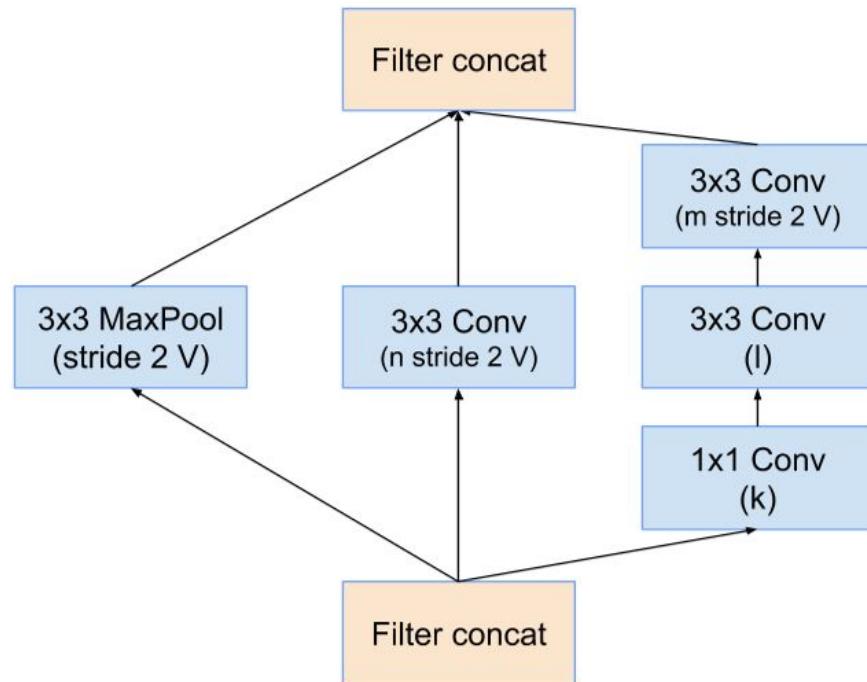 Filter concat
3x3 Conv
(m stride 2 V)
3x3 MaxPool
(stride 2 V)
3x3 Conv
(n stride 2 V)
3x3 Conv
(l)
1x1 Conv
(k)
Filter concat